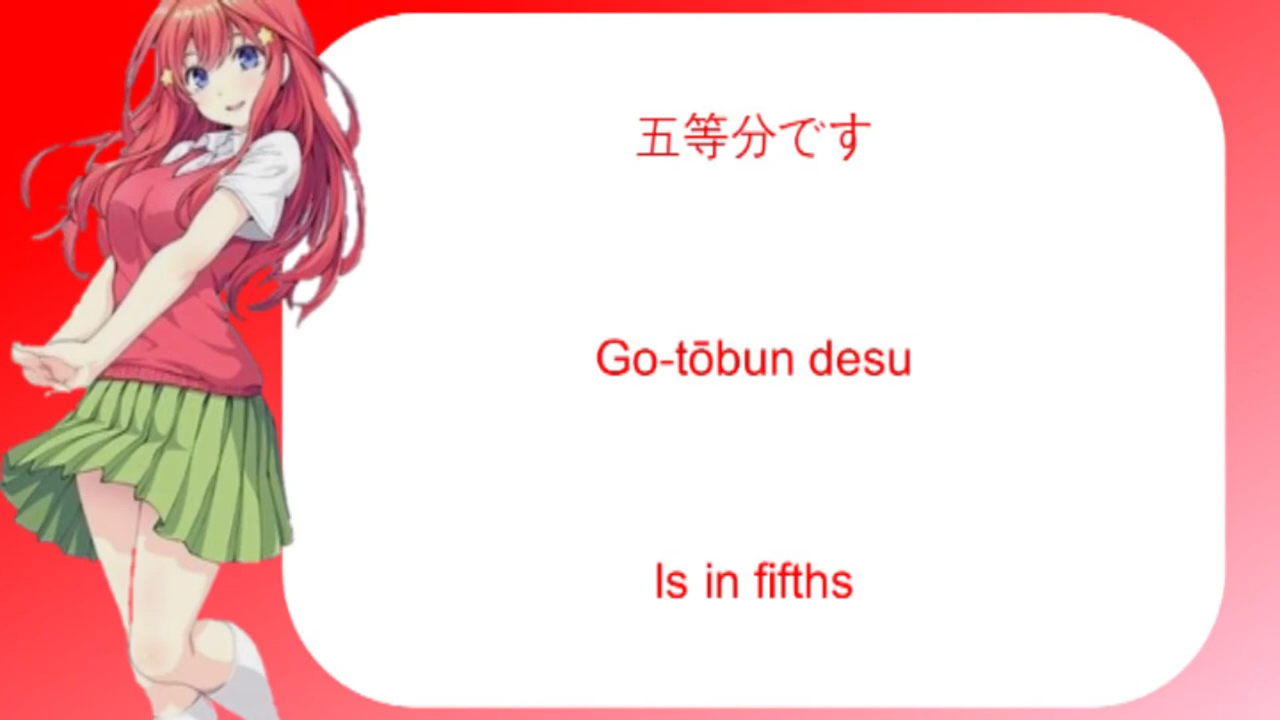 五等分です
Go-tōbun desu
Is in fifths